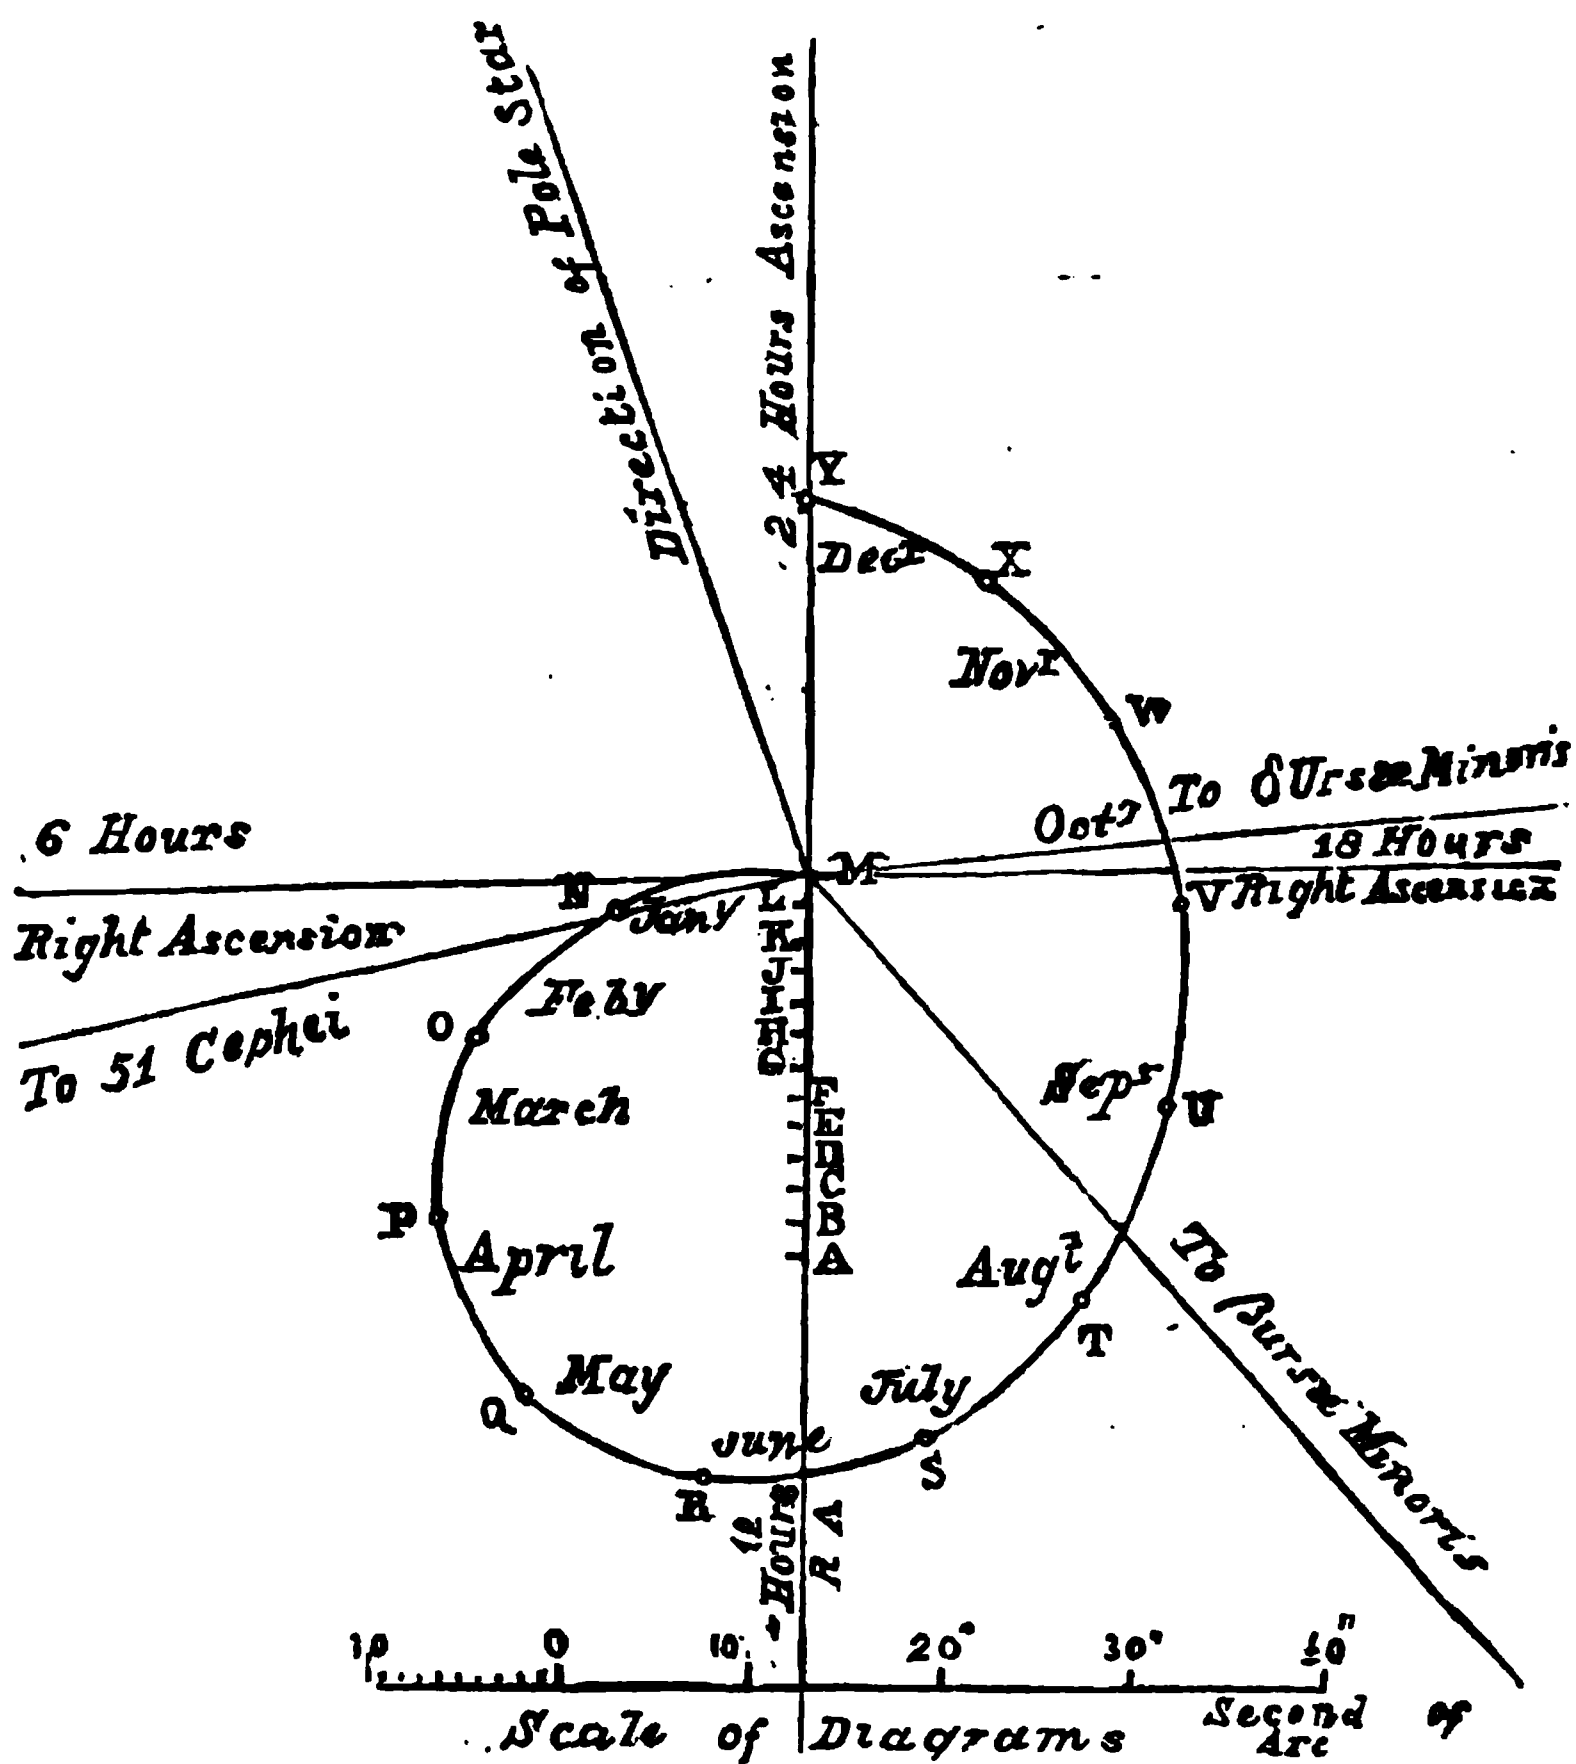 Direction of Pole Star
24 Hours Ascension
Y
Decr
X
Novr
W
To δ Ursæ Minoris
Octr
18 Hours
6 Hours
M
N
V Right Ascension
Jany
L
Right Ascension
K
J
Feby
I
O
H
To 51 Cephei
G
Sepr
March
F
U
E
D
C
P
B
April
A
Augt
To β Ursæ Minoris
T
May
July
Q
June
S
R
12 Hours
R A
10 0 10 20" 30" 40"
Scale of Diagrams Second of Arc